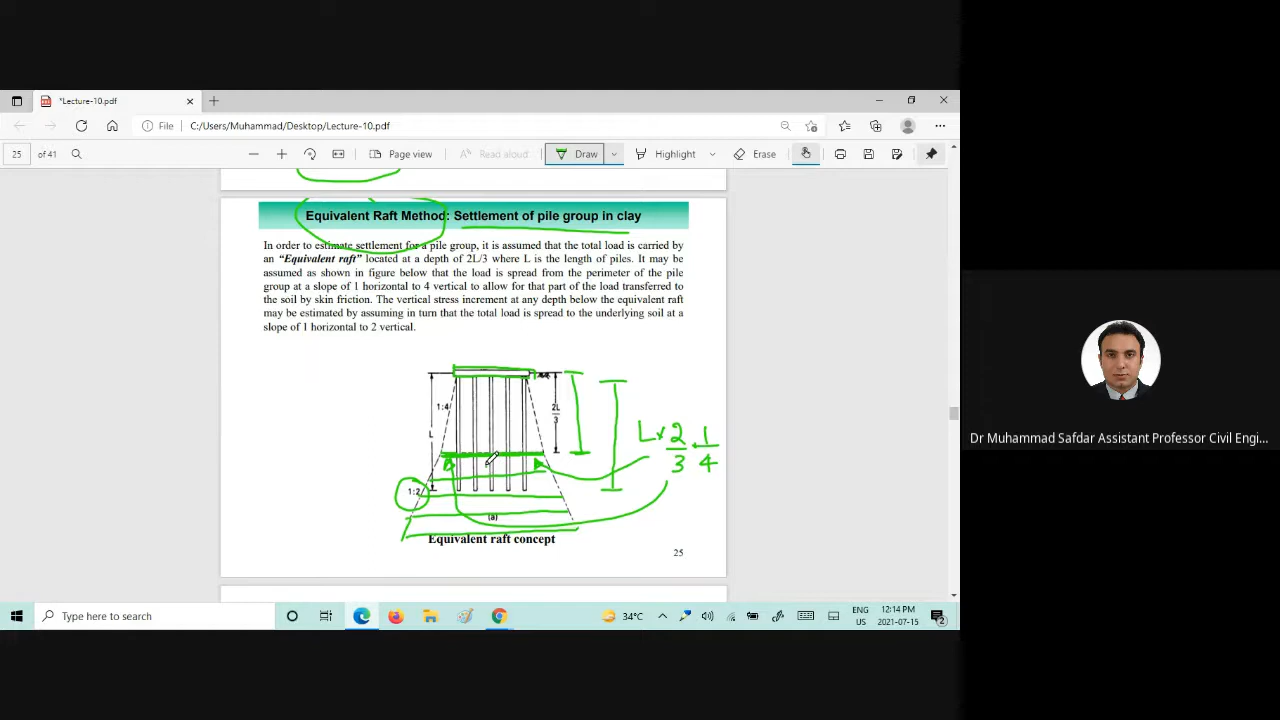 *Lecture-10.pdf
File C:/Users/Muhammad/Desktop/Lecture-10.pdf
25 of 41 Page view Read aloud Draw Highlight Erase
Equivalent Raft Method: Settlement of pile group in clay
In order to estimate settlement for a pile group, it is assumed that the total load is carried by
an “Equivalent raft” located at a depth of 2L/3 where L is the length of piles. It may be
assumed as shown in figure below that the load is spread from the perimeter of the pile
group at a slope of 1 horizontal to 4 vertical to allow for that part of the load transferred to
the soil by skin friction. The vertical stress increment at any depth below the equivalent raft
may be estimated by assuming in turn that the total load is spread to the underlying soil at a
slope of 1 horizontal to 2 vertical.
1:4
2L
3
L
L x 2 1
3 4
1:2
(a)
Equivalent raft concept
25
Dr Muhammad Safdar Assistant Professor Civil Engi...
Type here to search
34°C
ENG
US
12:14 PM
2021-07-15
2